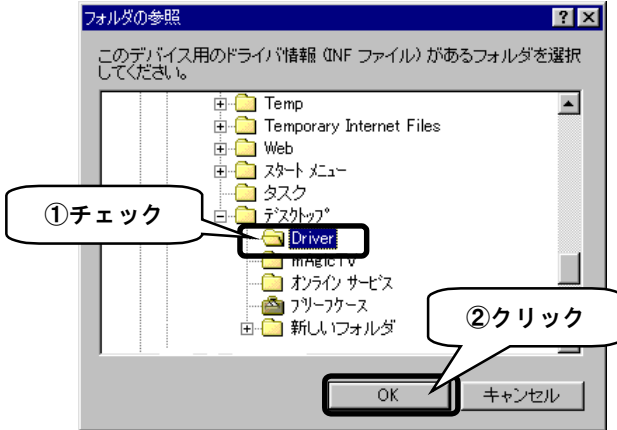 フォルダの参照
このデバイス用のドライバ情報 (INF ファイル) があるフォルダを選択
してください。
Temp
Temporary Internet Files
Web
スタート メニュー
タスク
デスクトップ
①チェック
Driver
mAgicTV
オンライン サービス
ブリーフケース
新しいフォルダ
②クリック
OK
キャンセル